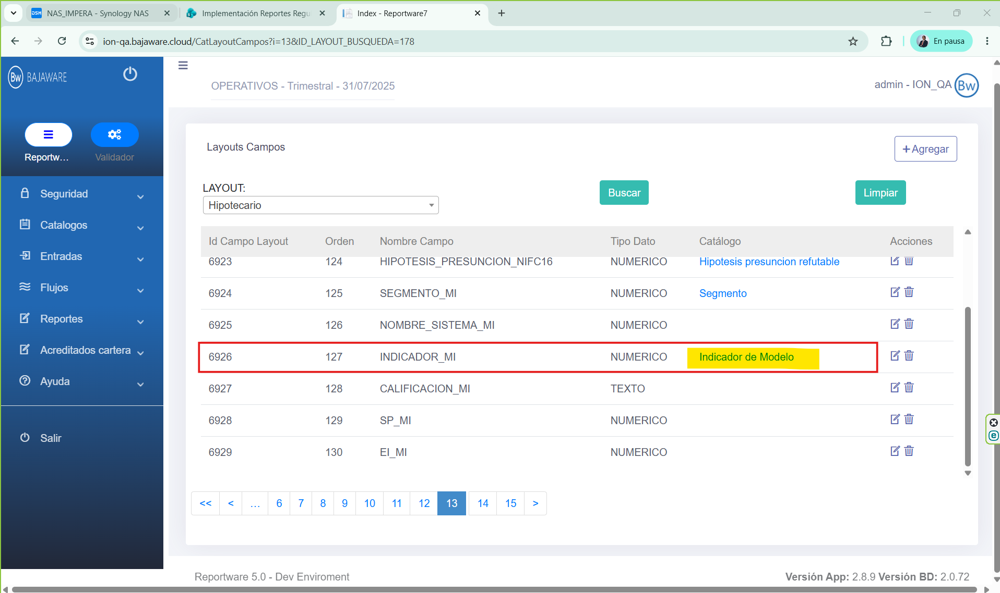 NAS_IMPERA - Synology NAS
Implementación Reportes Regu
Index - Reportware7
ion-qa.bajaware.cloud/CatLayoutCampos?i=13&ID_LAYOUT_BUSQUEDA=178
En pausa
Bw BAJAWARE
OPERATIVOS - Trimestral - 31/07/2025
admin - ION_QA Bw
Reportw...
Validador
Seguridad
Catalogos
Entradas
Flujos
Reportes
Acreditados cartera
Ayuda
Salir
Layouts Campos
+Agregar
LAYOUT:
Hipotecario
Buscar
Limpiar
Id Campo Layout Orden Nombre Campo Tipo Dato Catálogo Acciones
6923 124 HIPOTESIS_PRESUNCION_NIFC16 NUMERICO Hipotesis presuncion refutable
6924 125 SEGMENTO_MI NUMERICO Segmento
6925 126 NOMBRE_SISTEMA_MI NUMERICO
6926 127 INDICADOR_MI NUMERICO Indicador de Modelo
6927 128 CALIFICACION_MI TEXTO
6928 129 SP_MI NUMERICO
6929 130 EI_MI NUMERICO
<< < ... 6 7 8 9 10 11 12 13 14 15 >
Reportware 5.0 - Dev Enviroment
Versión App: 2.8.9 Versión BD: 2.0.72